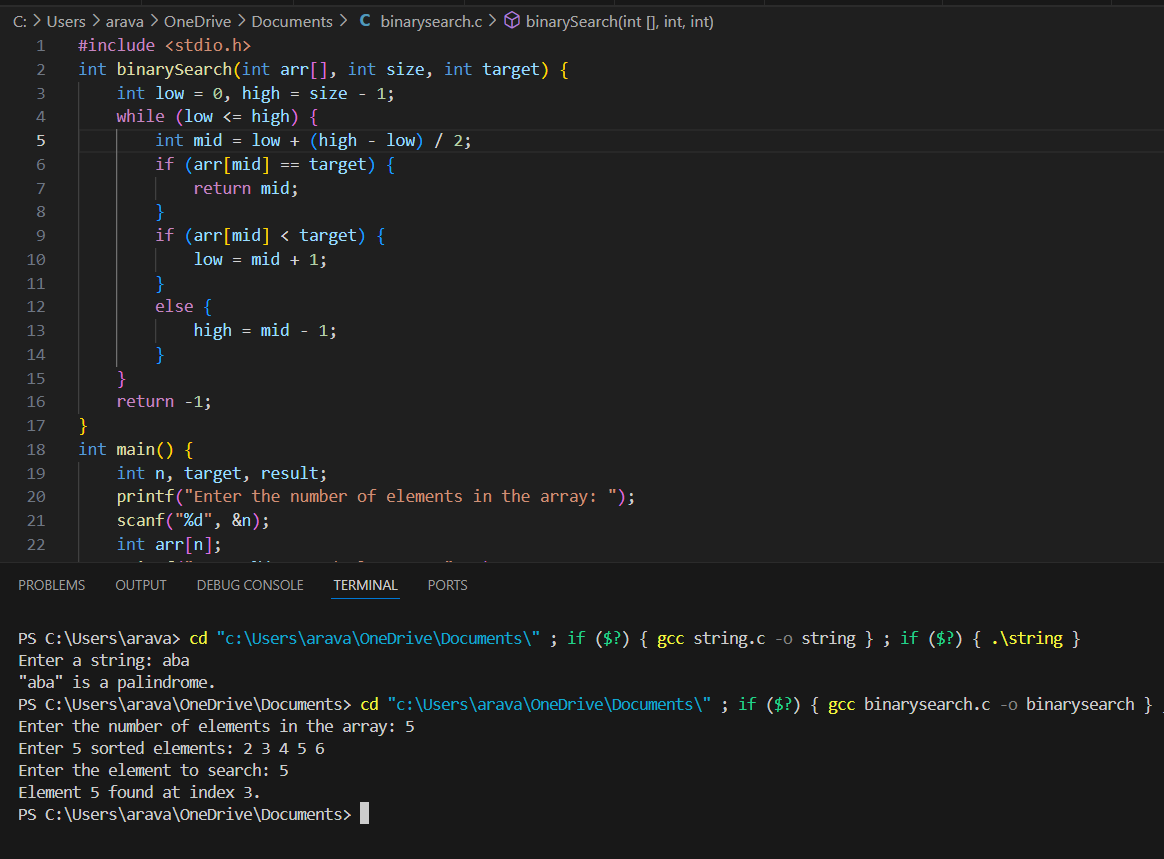 C: > Users > arava > OneDrive > Documents > C binarysearch.c > binarySearch(int [], int, int)
1 #include <stdio.h>
2 int binarySearch(int arr[], int size, int target) {
3     int low = 0, high = size - 1;
4     while (low <= high) {
5         int mid = low + (high - low) / 2;
6         if (arr[mid] == target) {
7             return mid;
8         }
9         if (arr[mid] < target) {
10             low = mid + 1;
11         }
12         else {
13             high = mid - 1;
14         }
15     }
16     return -1;
17 }
18 int main() {
19     int n, target, result;
20     printf("Enter the number of elements in the array: ");
21     scanf("%d", &n);
22     int arr[n];
PROBLEMS OUTPUT DEBUG CONSOLE TERMINAL PORTS
PS C:\Users\arava> cd "c:\Users\arava\OneDrive\Documents\" ; if ($?) { gcc string.c -o string } ; if ($?) { .\string }
Enter a string: aba
"aba" is a palindrome.
PS C:\Users\arava\OneDrive\Documents> cd "c:\Users\arava\OneDrive\Documents\" ; if ($?) { gcc binarysearch.c -o binarysearch }
Enter the number of elements in the array: 5
Enter 5 sorted elements: 2 3 4 5 6
Enter the element to search: 5
Element 5 found at index 3.
PS C:\Users\arava\OneDrive\Documents>